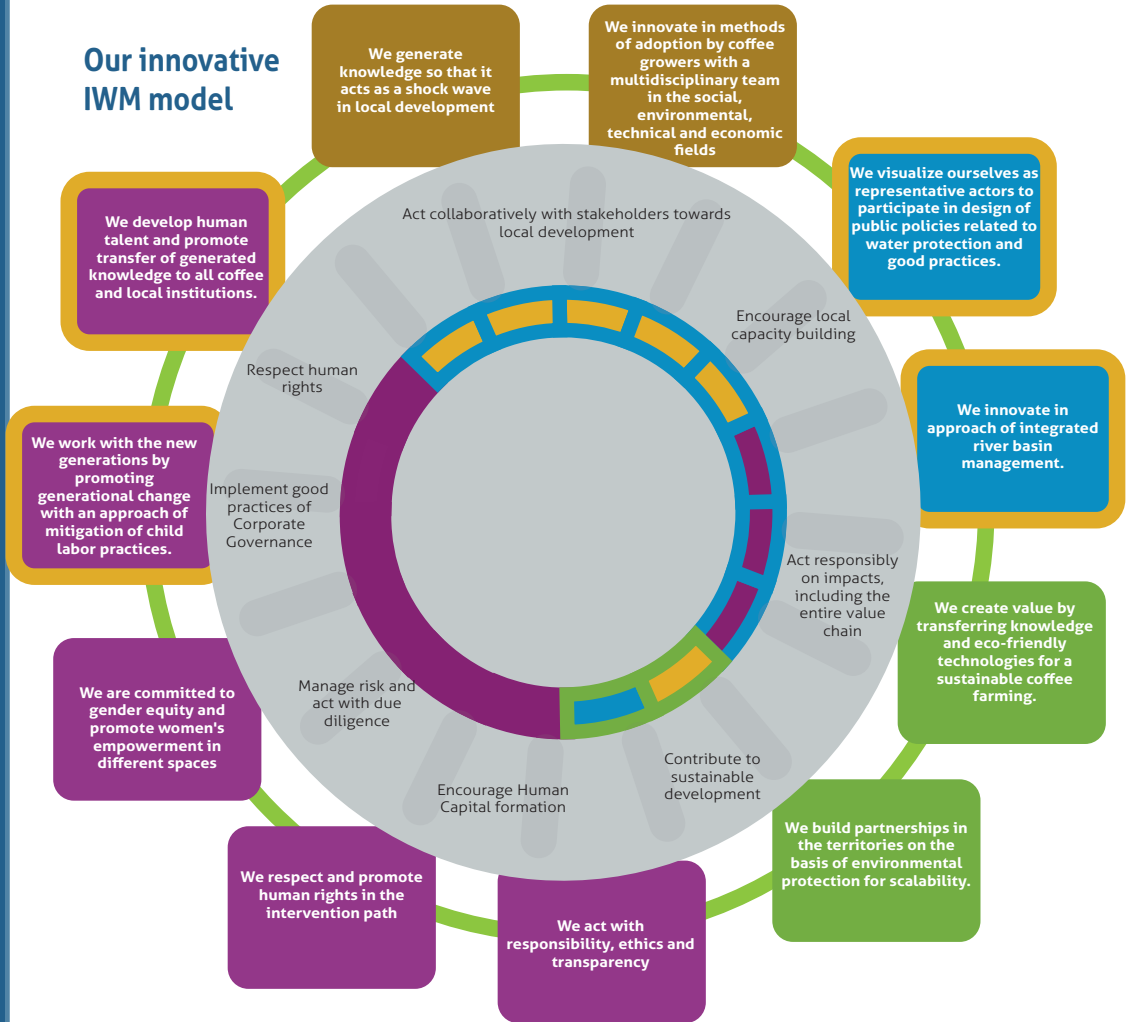 Our innovative
IWM model
We generate
knowledge so that it
acts as a shock wave
in local development
We innovate in methods
of adoption by coffee
growers with a
multidisciplinary team
in the social,
environmental,
technical and economic
fields
We visualize ourselves as
representative actors to
participate in design of
public policies related to
water protection and
good practices.
We innovate in
approach of integrated
river basin
management.
We create value by
transferring knowledge
and eco-friendly
technologies for a
sustainable coffee
farming.
We build partnerships in
the territories on the
basis of environmental
protection for scalability.
We act with
responsibility, ethics and
transparency
We respect and promote
human rights in the
intervention path
We are committed to
gender equity and
promote women's
empowerment in
different spaces
We work with the new
generations by
promoting
generational change
with an approach of
mitigation of child
labor practices.
We develop human
talent and promote
transfer of generated
knowledge to all coffee
and local institutions.
Act collaboratively with stakeholders towards
local development
Encourage local
capacity building
Act responsibly
on impacts,
including the
entire value
chain
Contribute to
sustainable
development
Encourage Human
Capital formation
Manage risk and
act with due
diligence
Implement good
practices of
Corporate
Governance
Respect human
rights